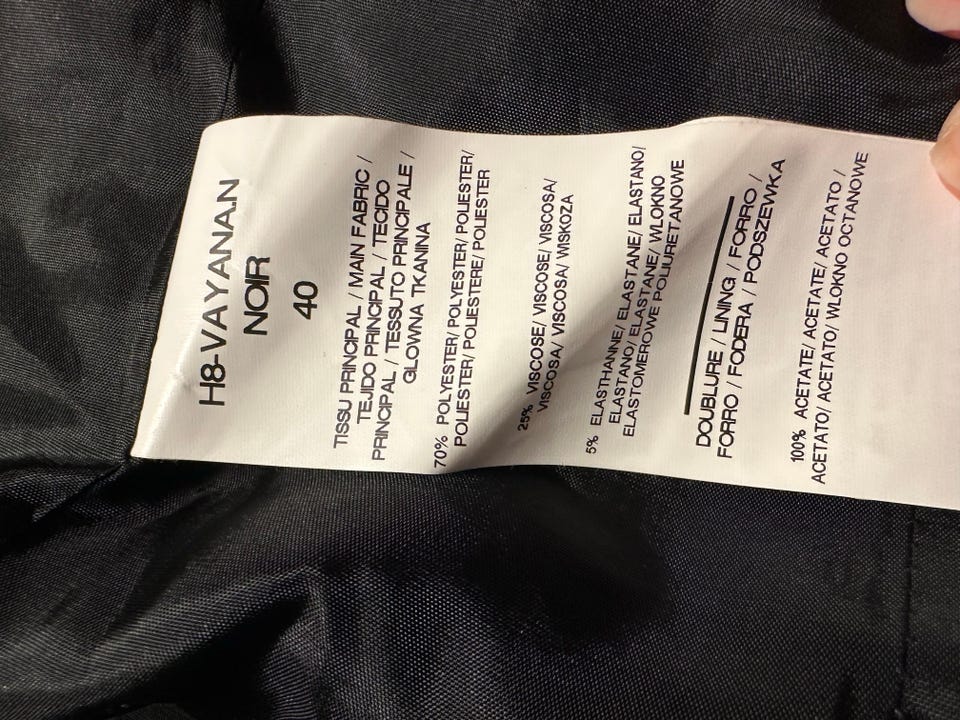 H8-VAYANAN
NOIR
40
TISSU PRINCIPAL / MAIN FABRIC /
TEJIDO PRINCIPAL / TECIDO
PRINCIPAL / TESSUTO PRINCIPALE /
GLOWNA TKANINA
70% POLYESTER/ POLYESTER/ POLIESTER/
POLIESTER/ POLIESTERE/ POLIESTER
25% VISCOSE/ VISCOSE/ VISCOSA/
VISCOSA/ VISCOSA/ WISKOZA
5% ELASTHANNE/ ELASTANE/ ELASTANO/
ELASTANO/ ELASTANE/ WLOKNO
ELASTOMEROWE POLIURETANOWE
DOUBLURE / LINING / FORRO /
FORRO / FODERA / PODSZEWKA
100% ACETATE/ ACETATE/ ACETATO /
ACETATO/ ACETATO/ WLOKNO OCTANOWE